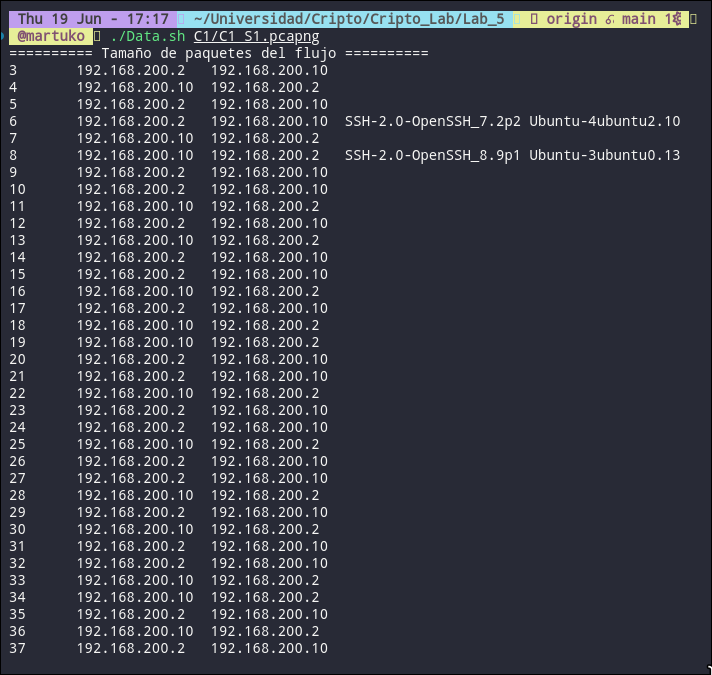 Thu 19 Jun - 17:17 ~/Universidad/Cripto/Cripto_Lab/Lab_5 origin main 1
@martuko ./Data.sh C1/C1_S1.pcapng
========== Tamaño de paquetes del flujo ==========
3 192.168.200.2 192.168.200.10
4 192.168.200.10 192.168.200.2
5 192.168.200.2 192.168.200.10
6 192.168.200.2 192.168.200.10 SSH-2.0-OpenSSH_7.2p2 Ubuntu-4ubuntu2.10
7 192.168.200.10 192.168.200.2
8 192.168.200.10 192.168.200.2 SSH-2.0-OpenSSH_8.9p1 Ubuntu-3ubuntu0.13
9 192.168.200.2 192.168.200.10
10 192.168.200.2 192.168.200.10
11 192.168.200.10 192.168.200.2
12 192.168.200.2 192.168.200.10
13 192.168.200.10 192.168.200.2
14 192.168.200.2 192.168.200.10
15 192.168.200.2 192.168.200.10
16 192.168.200.10 192.168.200.2
17 192.168.200.2 192.168.200.10
18 192.168.200.10 192.168.200.2
19 192.168.200.10 192.168.200.2
20 192.168.200.2 192.168.200.10
21 192.168.200.2 192.168.200.10
22 192.168.200.10 192.168.200.2
23 192.168.200.2 192.168.200.10
24 192.168.200.2 192.168.200.10
25 192.168.200.10 192.168.200.2
26 192.168.200.2 192.168.200.10
27 192.168.200.2 192.168.200.10
28 192.168.200.10 192.168.200.2
29 192.168.200.2 192.168.200.10
30 192.168.200.10 192.168.200.2
31 192.168.200.2 192.168.200.10
32 192.168.200.2 192.168.200.10
33 192.168.200.10 192.168.200.2
34 192.168.200.10 192.168.200.2
35 192.168.200.2 192.168.200.10
36 192.168.200.10 192.168.200.2
37 192.168.200.2 192.168.200.10